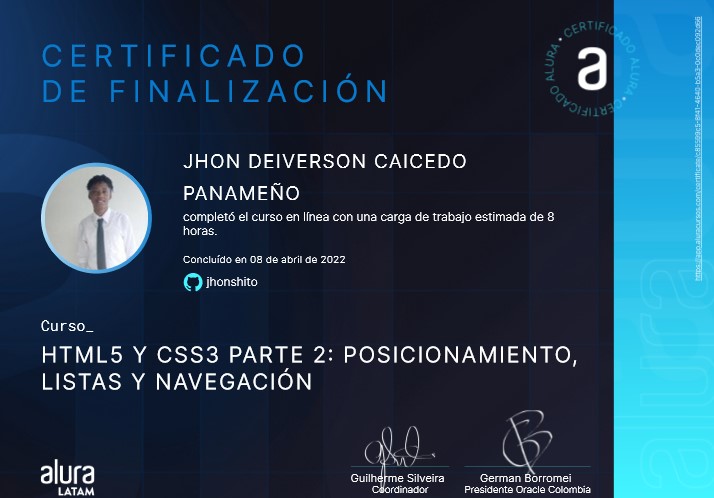 CERTIFICADO
DE FINALIZACIÓN
CERTIFICADO ALURA • CERTIFICADO ALURA •
a
JHON DEIVERSON CAICEDO
PANAMEÑO
completó el curso en línea con una carga de trabajo estimada de 8
horas.
Concluído en 08 de abril de 2022
jhonshito
Curso_
HTML5 Y CSS3 PARTE 2: POSICIONAMIENTO,
LISTAS Y NAVEGACIÓN
alura
LATAM
Guilherme Silveira
Coordinador
German Borromei
Presidente Oracle Colombia
alura